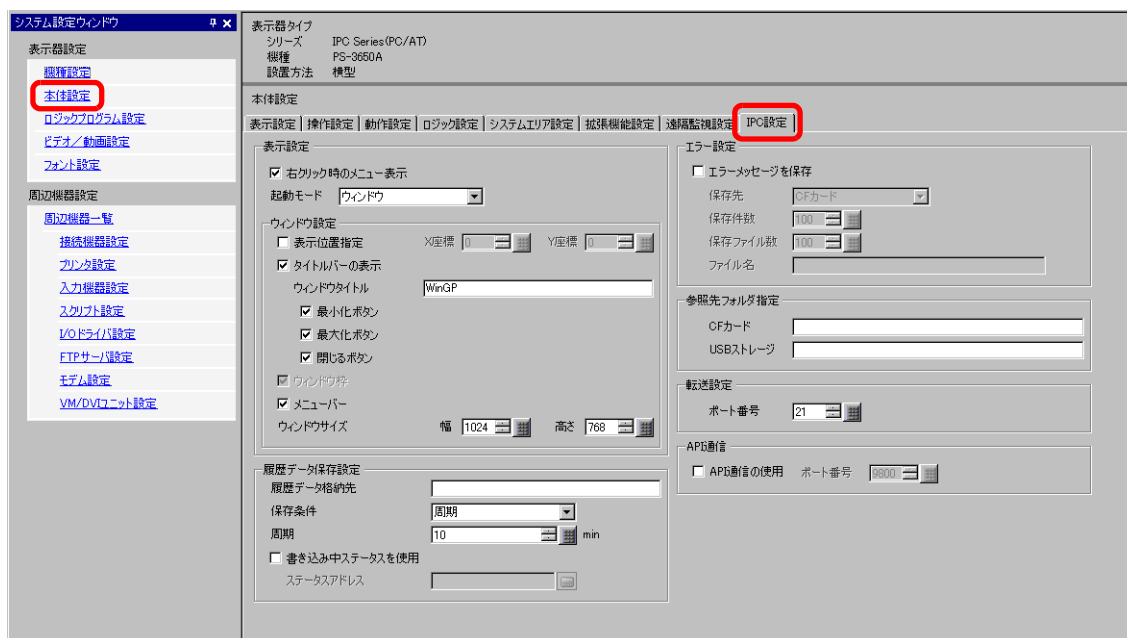 システム設定ウィンドウ
表示器設定
機種設定
本体設定
ロジックプログラム設定
ビデオ／動画設定
フォント設定
周辺機器設定
周辺機器一覧
接続機器設定
プリンタ設定
入力機器設定
スクリプト設定
I/Oドライバ設定
FTPサーバ設定
モデム設定
VM/DVIユニット設定
表示器タイプ
シリーズ IPC Series(PC/AT)
機種 PS-3650A
設置方法 横型
本体設定
表示設定 操作設定 動作設定 ロジック設定 システムエリア設定 拡張機能設定 遠隔監視設定 IPC設定
表示設定
右クリック時のメニュー表示
起動モード ウィンドウ
ウィンドウ設定
表示位置指定 X座標 0 Y座標 0
タイトルバーの表示
ウィンドウタイトル WinGP
最小化ボタン
最大化ボタン
閉じるボタン
ウィンドウ枠
メニューバー
ウィンドウサイズ 幅 1024 高さ 768
履歴データ保存設定
履歴データ格納先
保存条件 周期
周期 10 min
書き込み中ステータスを使用
ステータスアドレス
エラー設定
エラーメッセージを保存
保存先 CFカード
保存件数 100
保存ファイル数 100
ファイル名
参照先フォルダ指定
CFカード
USBストレージ
転送設定
ポート番号 21
API通信
API通信の使用 ポート番号 9800